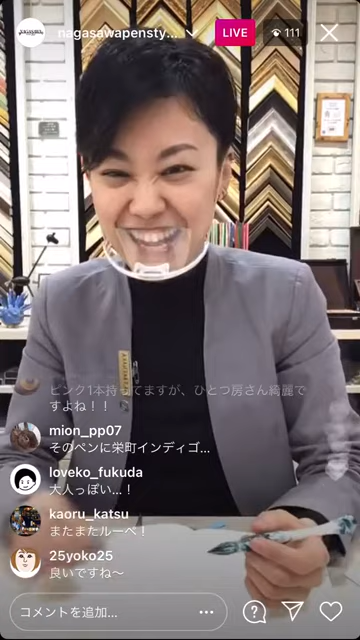 nagasawapensty...
LIVE
111
ピンク1本持ってますが、ひとつ房さん綺麗で
すよね！！
mion_pp07
そのペンに栄町インディゴ...
loveko_fukuda
大人っぽい...！
kaoru_katsu
またまたルーペ！
25yoko25
良いですね〜
コメントを追加...